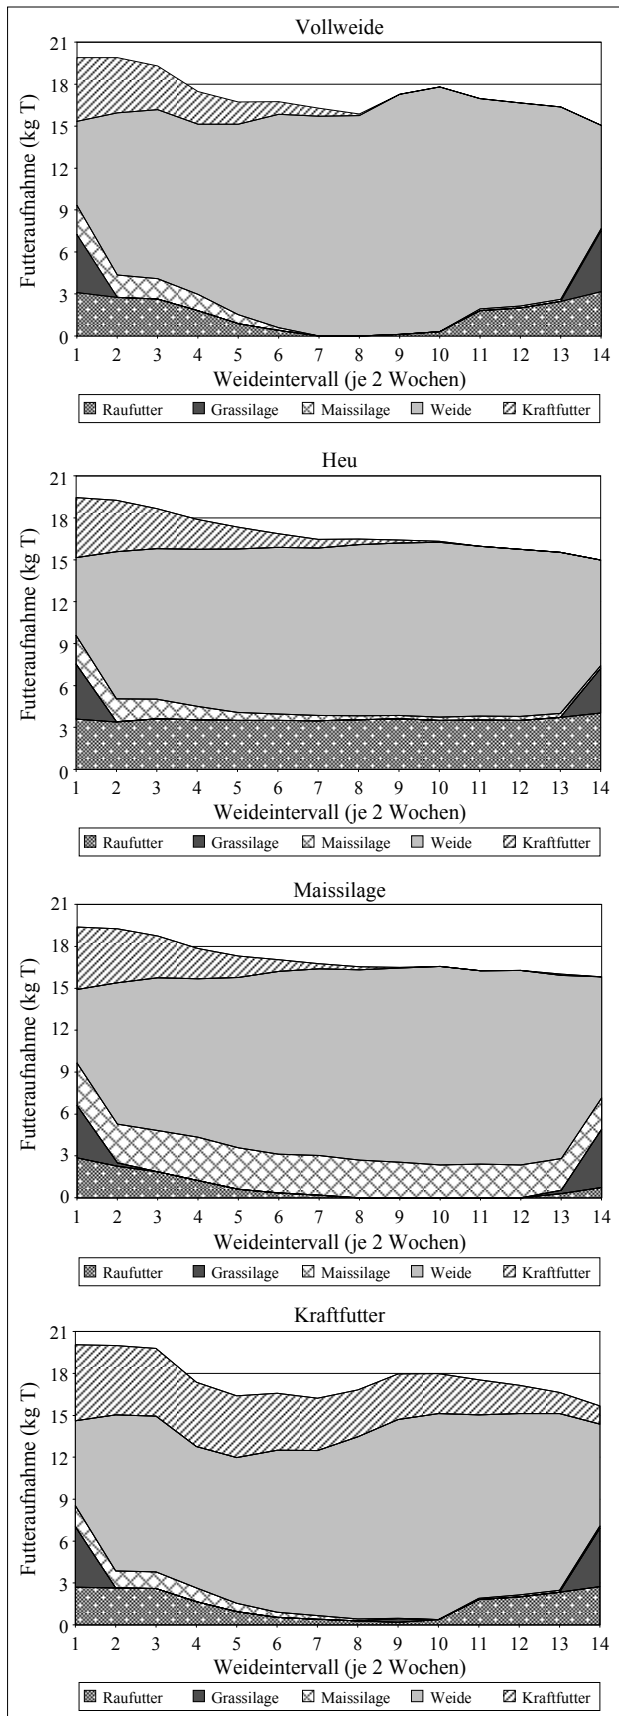 Vollweide
Futteraufnahme (kg T)
21
18
15
12
9
6
3
0
1 2 3 4 5 6 7 8 9 10 11 12 13 14
Weideintervall (je 2 Wochen)
Raufutter Grassilage Maissilage Weide Kraftfutter
Heu
Futteraufnahme (kg T)
21
18
15
12
9
6
3
0
1 2 3 4 5 6 7 8 9 10 11 12 13 14
Weideintervall (je 2 Wochen)
Raufutter Grassilage Maissilage Weide Kraftfutter
Maissilage
Futteraufnahme (kg T)
21
18
15
12
9
6
3
0
1 2 3 4 5 6 7 8 9 10 11 12 13 14
Weideintervall (je 2 Wochen)
Raufutter Grassilage Maissilage Weide Kraftfutter
Kraftfutter
Futteraufnahme (kg T)
21
18
15
12
9
6
3
0
1 2 3 4 5 6 7 8 9 10 11 12 13 14
Weideintervall (je 2 Wochen)
Raufutter Grassilage Maissilage Weide Kraftfutter